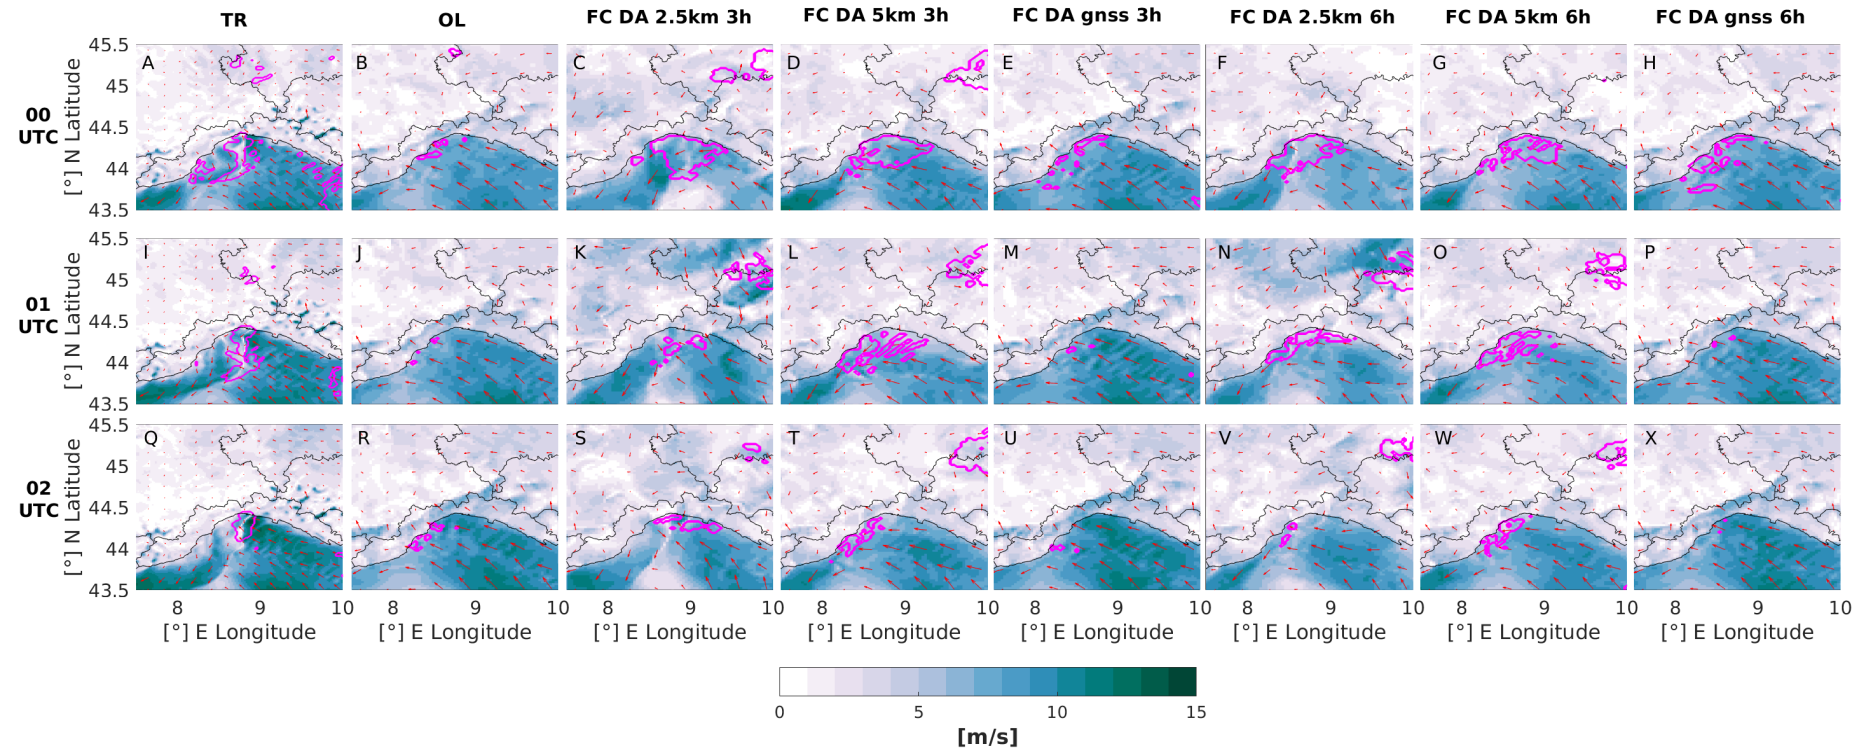 TR OL FC DA 2.5km 3h FC DA 5km 3h FC DA gnss 3h FC DA 2.5km 6h FC DA 5km 6h FC DA gnss 6h
00
UTC
[°] N Latitude
45.5
45
44.5
44
43.5
A B C D E F G H
01
UTC
[°] N Latitude
45.5
45
44.5
44
43.5
I J K L M N O P
02
UTC
[°] N Latitude
45.5
45
44.5
44
43.5
Q R S T U V W X
8 9 10 8 9 10 8 9 10 8 9 10 8 9 10 8 9 10 8 9 10 8 9 10
[°] E Longitude [°] E Longitude [°] E Longitude [°] E Longitude [°] E Longitude [°] E Longitude [°] E Longitude [°] E Longitude
0 5 10 15
[m/s]